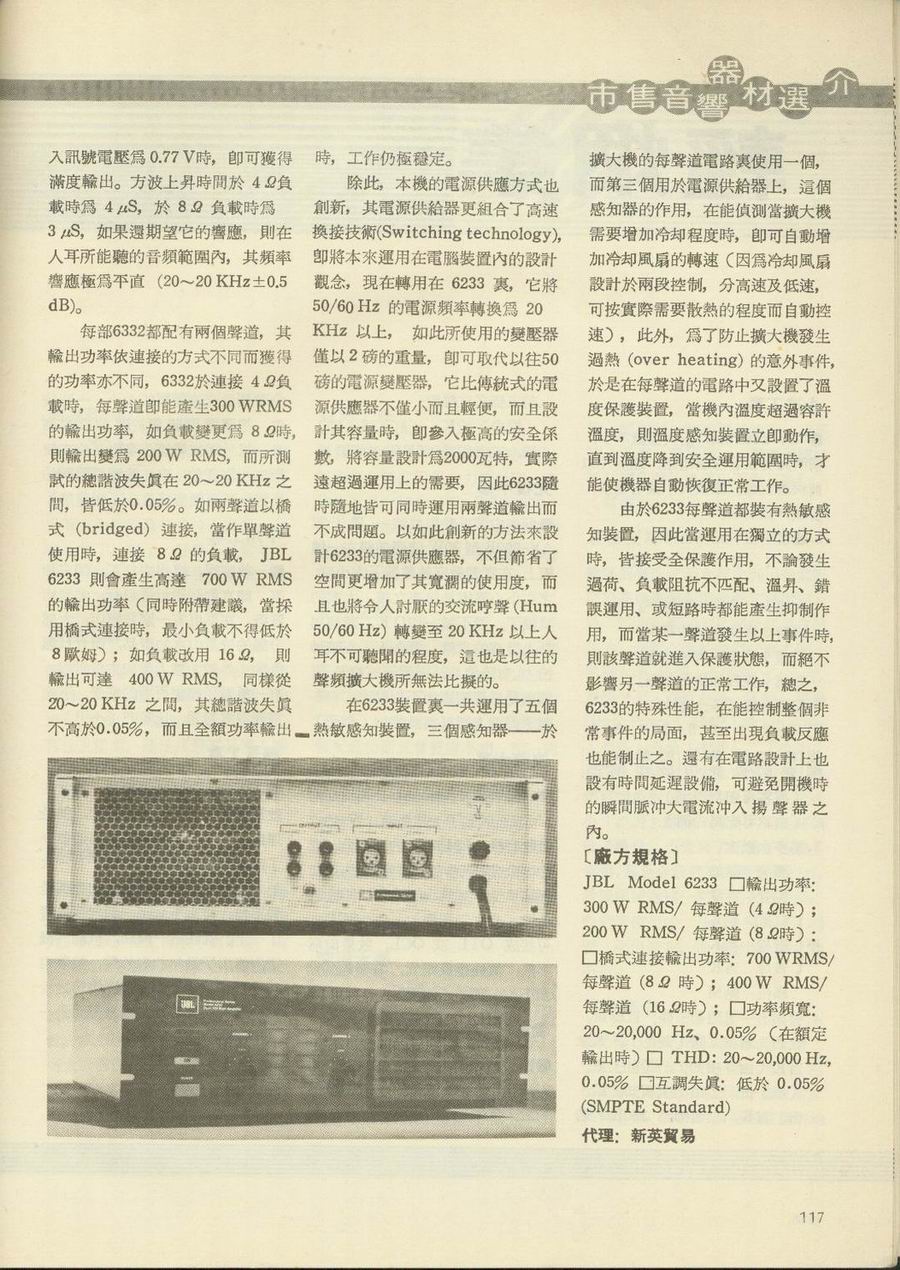 市售音響器材選介
入訊號電壓爲 0.77 V時，卽可獲得
滿度輸出。方波上昇時間於 4 Ω負
載時爲 4 μS，於 8 Ω 負載時爲
3 μS，如果還期望它的響應，則在
人耳所能聽的音頻範圍內，其頻率
響應極爲平直 (20～20 KHz±0.5
dB)。
每部6332都配有兩個聲道，其
輸出功率依連接的方式不同而獲得
的功率亦不同，6332於連接 4 Ω負
載時，每聲道卽能產生300 WRMS
的輸出功率，如負載變更爲 8 Ω時，
則輸出變爲 200 W RMS，而所測
試的總諧波失眞在 20～20 KHz 之
間，皆低於0.05%。如兩聲道以橋
式（bridged）連接，當作單聲道
使用時，連接 8 Ω 的負載， JBL
6233 則會產生高達 700 W RMS
的輸出功率（同時附帶建議，當採
用橋式連接時，最小負載不得低於
8歐姆）；如負載改用 16 Ω， 則
輸出可達 400 W RMS， 同樣從
20～20 KHz 之間，其總諧波失眞
不高於0.05%，而且全額功率輸出
時，工作仍極穩定。
除此，本機的電源供應方式也
創新，其電源供給器更組合了高速
換接技術(Switching technology)，
卽將本來運用在電腦裝置內的設計
觀念，現在轉用在 6233 裏，它將
50/60 Hz 的電源頻率轉換爲 20
KHz 以上， 如此所使用的變壓器
僅以 2 磅的重量，卽可取代以往50
磅的電源變壓器，它比傳統式的電
源供應器不僅小而且輕便，而且設
計其容量時，卽參入極高的安全係
數，將容量設計爲2000瓦特，實際
遠超過運用上的需要，因此6233隨
時隨地皆可同時運用兩聲道輸出而
不成問題。以如此創新的方法來設
計6233的電源供應器，不但節省了
空間更增加了其寬濶的使用度，而
且也將令人討厭的交流哼聲 (Hum
50/60 Hz) 轉變至 20 KHz 以上人
耳不可聽聞的程度，這也是以往的
聲頻擴大機所無法比擬的。
在6233裝置裏一共運用了五個
熱敏感知裝置，三個感知器——於
擴大機的每聲道電路裏使用一個，
而第三個用於電源供給器上，這個
感知器的作用，在能偵測當擴大機
需要增加冷却程度時，卽可自動增
加冷却風扇的轉速（因爲冷却風扇
設計於兩段控制，分高速及低速，
可按實際需要散熱的程度而自動控
速），此外，爲了防止擴大機發生
過熱 (over heating) 的意外事件，
於是在每聲道的電路中又設置了溫
度保護裝置，當機內溫度超過容許
溫度，則溫度感知裝置立卽動作，
直到溫度降到安全運用範圍時，才
能使機器自動恢復正常工作。
由於6233每聲道都裝有熱敏感
知裝置，因此當運用在獨立的方式
時，皆接受全保護作用，不論發生
過荷、負載阻抗不匹配、溫昇、錯
誤運用、或短路時都能產生抑制作
用，而當某一聲道發生以上事件時，
則該聲道就進入保護狀態，而絕不
影響另一聲道的正常工作，總之，
6233的特殊性能，在能控制整個非
常事件的局面，甚至出現負載反應
也能制止之。還有在電路設計上也
設有時間延遲設備，可避免開機時
的瞬間脈冲大電流冲入揚聲器之
內。
〔廠方規格〕
JBL Model 6233 □輸出功率：
300 W RMS/ 每聲道 (4 Ω時)；
200 W RMS/ 每聲道 (8 Ω時)：
□橋式連接輸出功率：700 WRMS/
每聲道 (8 Ω 時)；400 W RMS/
每聲道 (16 Ω時)；□功率頻寬：
20～20,000 Hz、0.05%（在額定
輸出時）□ THD: 20～20,000 Hz,
0.05% □互調失眞：低於 0.05%
(SMPTE Standard)
代理：新英貿易
OUTPUT
INPUT
JBL
117